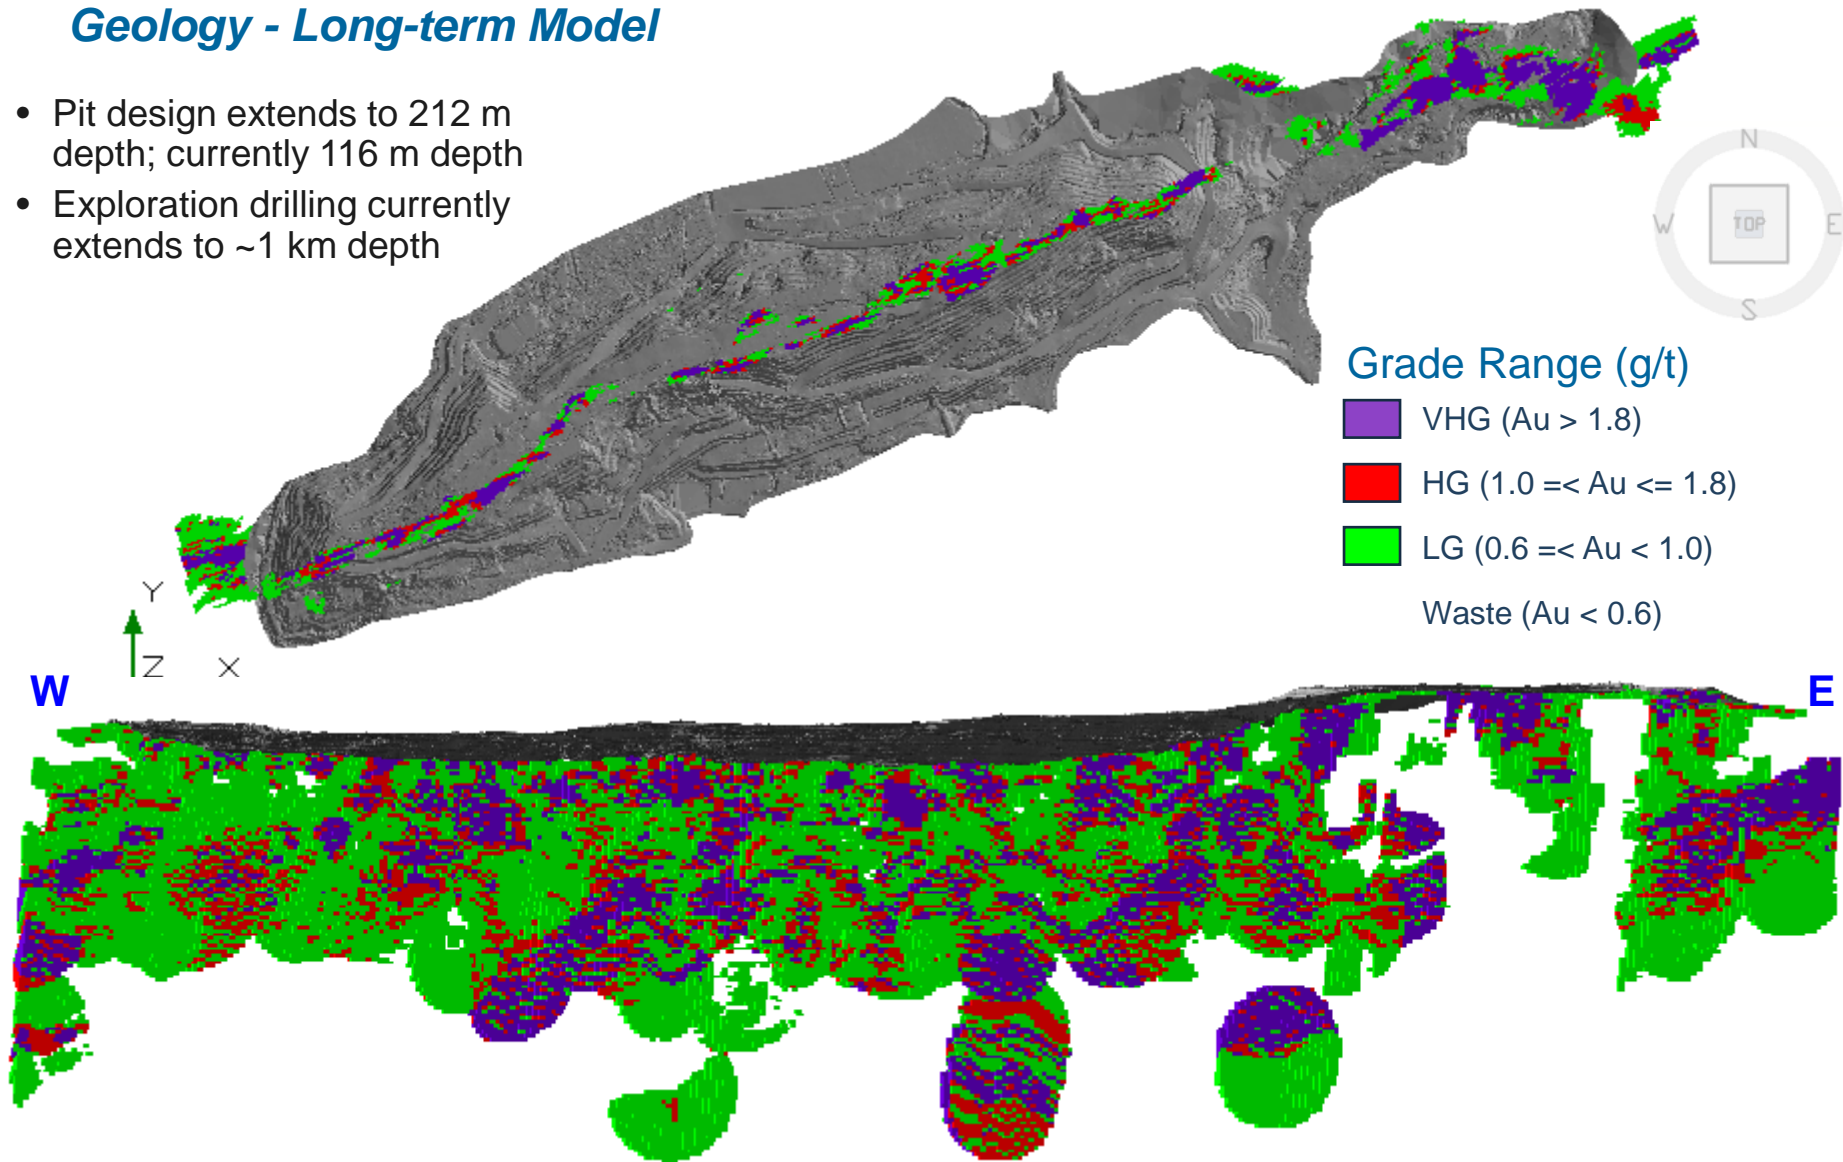 Geology - Long-term Model
• Pit design extends to 212 m
depth; currently 116 m depth
• Exploration drilling currently
extends to ~1 km depth
N
W
TOP
E
S
Grade Range (g/t)
VHG (Au > 1.8)
HG (1.0 =< Au <= 1.8)
LG (0.6 =< Au < 1.0)
Waste (Au < 0.6)
Y
Z
X
W
E